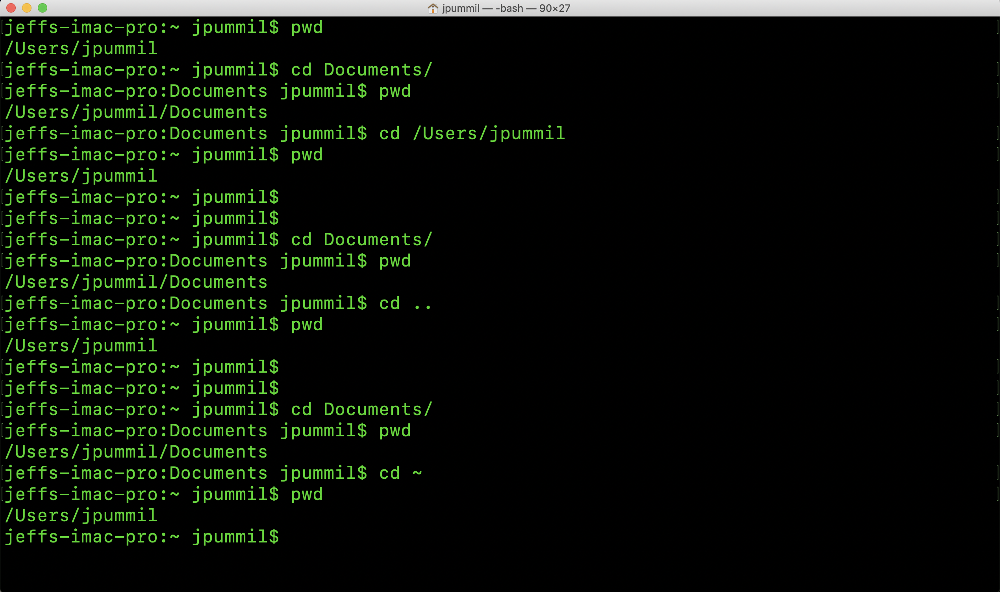 jpummil — -bash — 90×27
jeffs-imac-pro:~ jpummil$ pwd
/Users/jpummil
jeffs-imac-pro:~ jpummil$ cd Documents/
jeffs-imac-pro:Documents jpummil$ pwd
/Users/jpummil/Documents
jeffs-imac-pro:Documents jpummil$ cd /Users/jpummil
jeffs-imac-pro:~ jpummil$ pwd
/Users/jpummil
jeffs-imac-pro:~ jpummil$
jeffs-imac-pro:~ jpummil$
jeffs-imac-pro:~ jpummil$ cd Documents/
jeffs-imac-pro:Documents jpummil$ pwd
/Users/jpummil/Documents
jeffs-imac-pro:Documents jpummil$ cd ..
jeffs-imac-pro:~ jpummil$ pwd
/Users/jpummil
jeffs-imac-pro:~ jpummil$
jeffs-imac-pro:~ jpummil$
jeffs-imac-pro:~ jpummil$ cd Documents/
jeffs-imac-pro:Documents jpummil$ pwd
/Users/jpummil/Documents
jeffs-imac-pro:Documents jpummil$ cd ~
jeffs-imac-pro:~ jpummil$ pwd
/Users/jpummil
jeffs-imac-pro:~ jpummil$